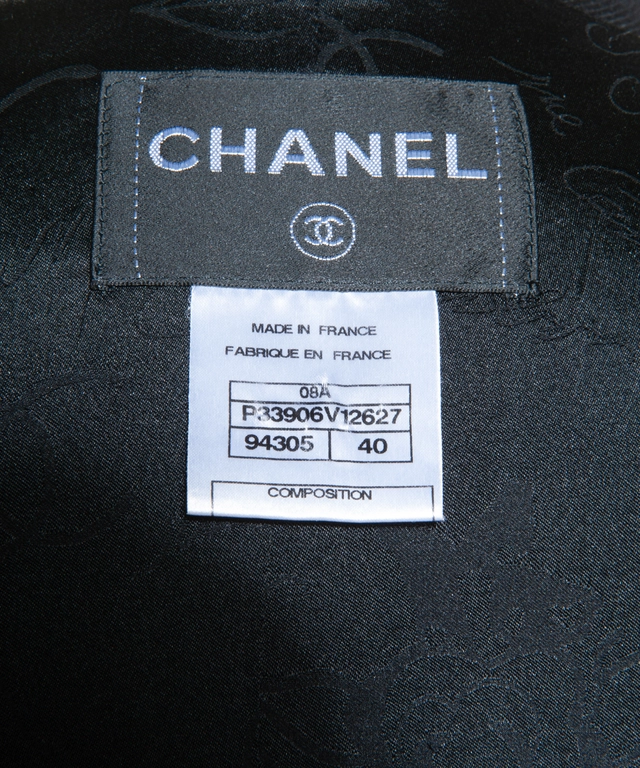 CHANEL
MADE IN FRANCE
FABRIQUE EN FRANCE
08A
P33906V12627
94305 40
COMPOSITION